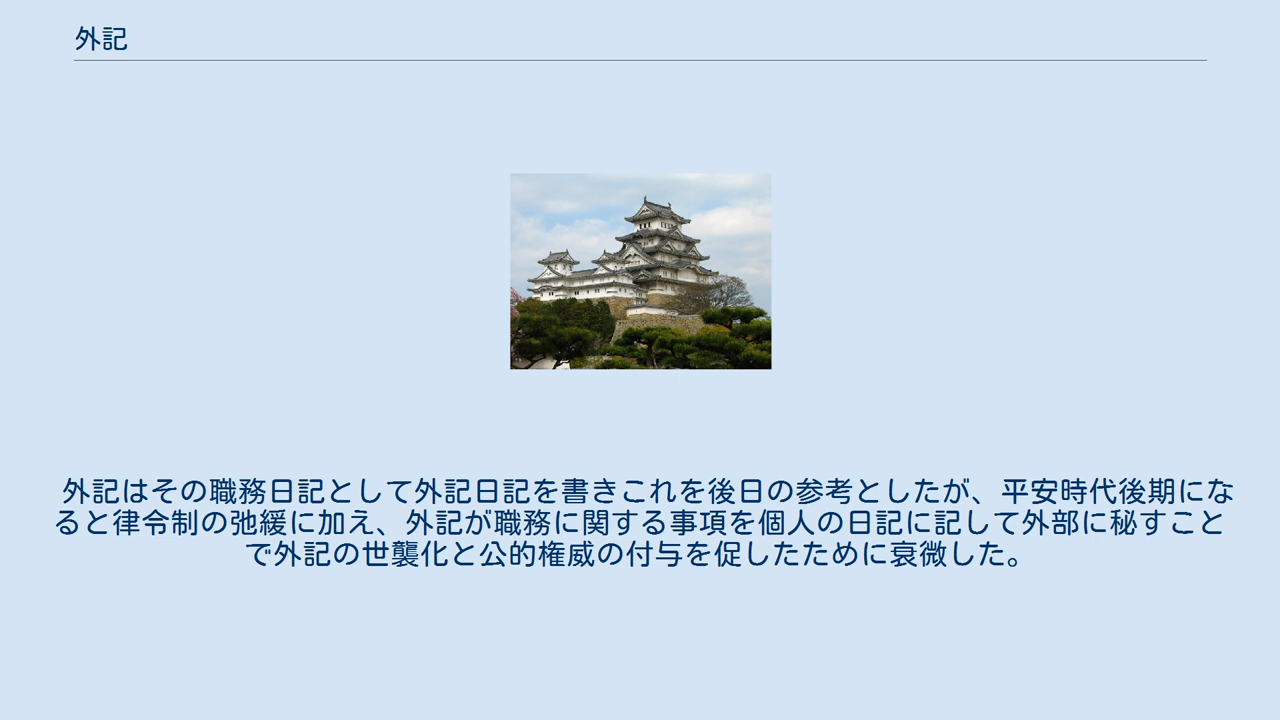 外記
外記はその職務日記として外記日記を書きこれを後日の参考としたが、平安時代後期にな
ると律令制の弛緩に加え、外記が職務に関する事項を個人の日記に記して外部に秘すこと
で外記の世襲化と公的権威の付与を促したために衰微した。